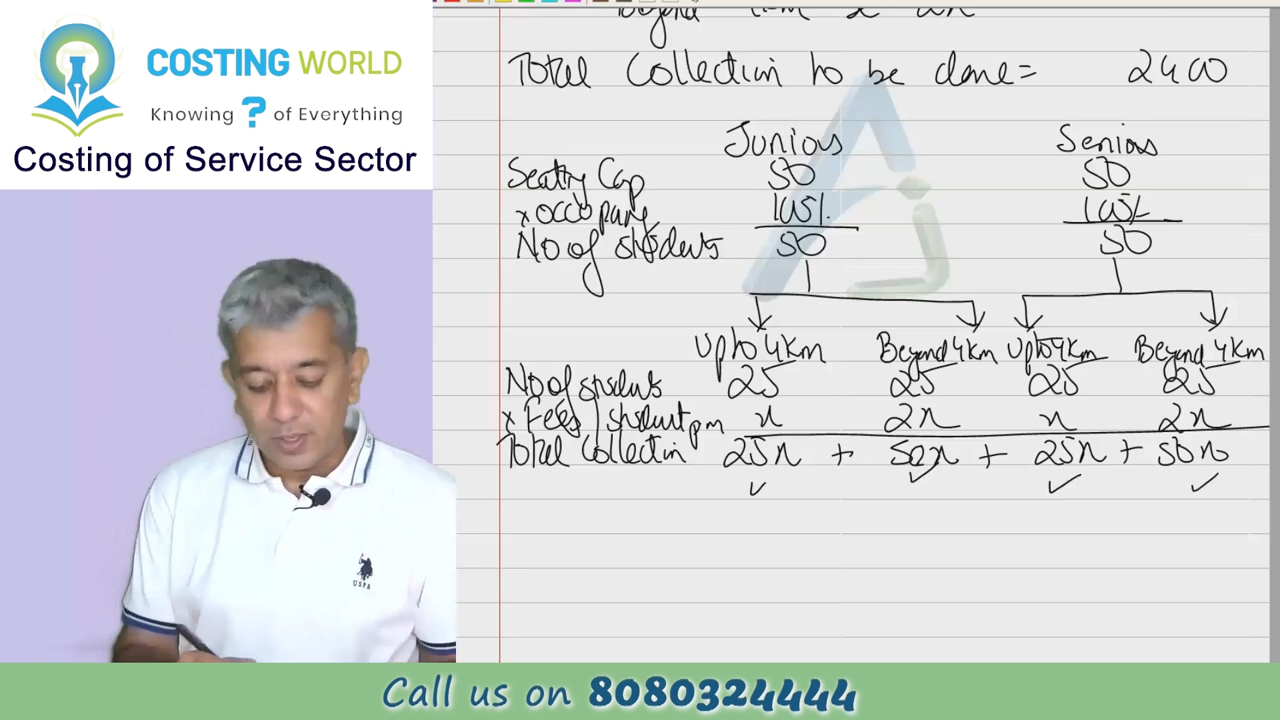 COSTING WORLD
Knowing ? of Everything
Costing of Service Sector
Beyond
Total Collection to be done = 2400
Juniors Seniors
Seating Cap 50 50
x Occupany 100% 100%
No of students 50 50
Upto 4km Beyond 4km Upto 4km Beyond 4km
No of students 25 25 25 25
x Fees / student pm x 2x x 2x
Total Collection 25x + 50x + 25x + 50x
USPA
Call us on 8080324444